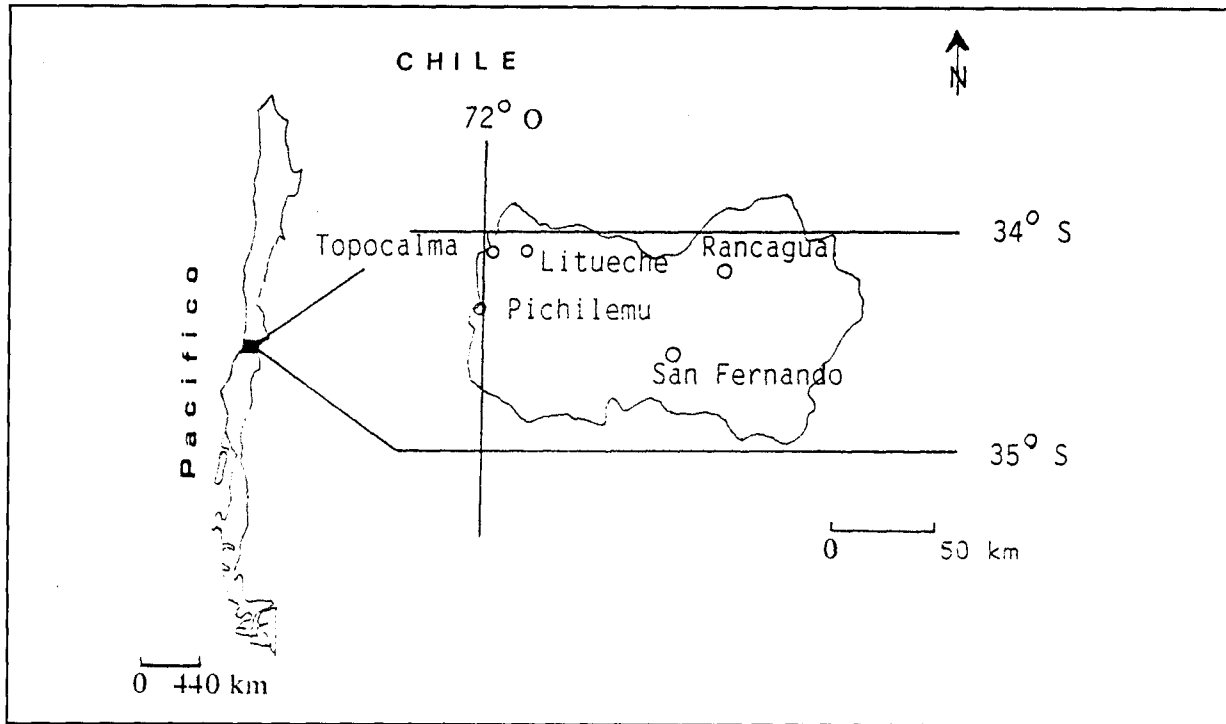 CHILE
N
72° O
34° S
Topocalma
Litueche
Rancagua
Pichilemu
San Fernando
Pacifico
35° S
0 50 km
0 440 km